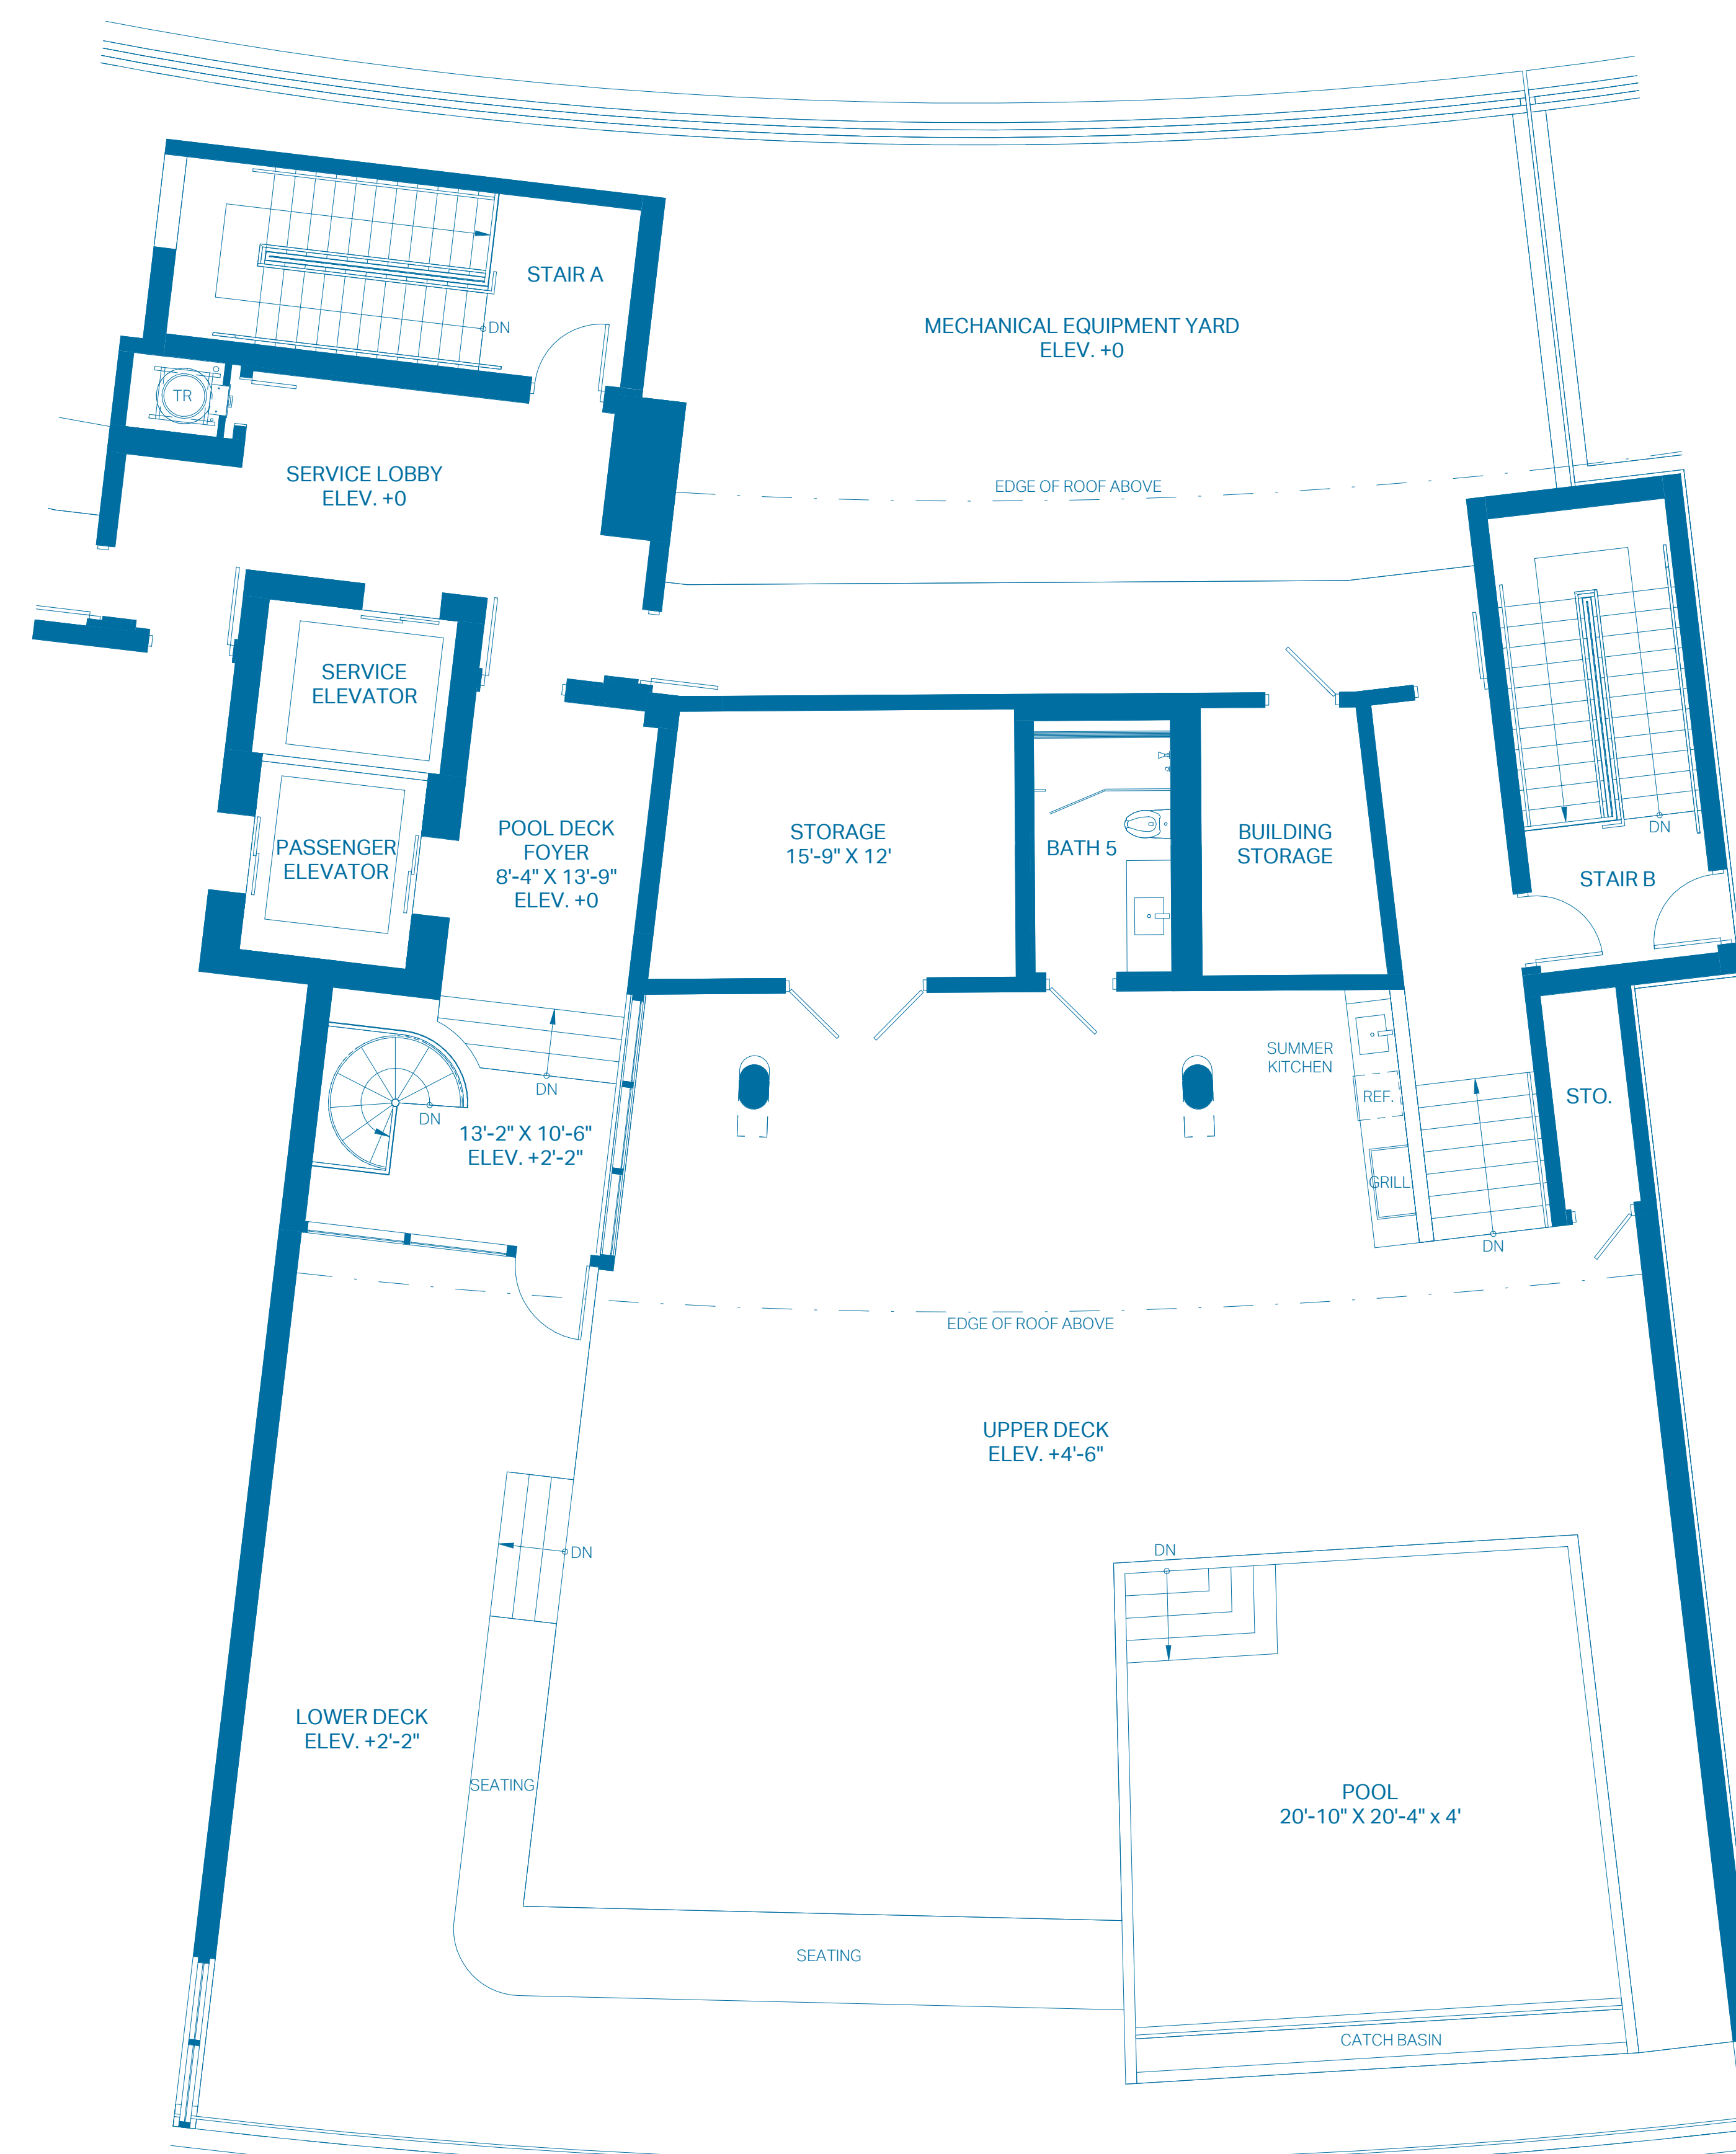 STAIR A
DN
MECHANICAL EQUIPMENT YARD
ELEV. +0
TR
SERVICE LOBBY
ELEV. +0
EDGE OF ROOF ABOVE
SERVICE
ELEVATOR
PASSENGER
ELEVATOR
POOL DECK
FOYER
8'-4" X 13'-9"
ELEV. +0
STORAGE
15'-9" X 12'
BATH 5
BUILDING
STORAGE
DN
STAIR B
SUMMER
KITCHEN
REF.
GRILL
STO.
DN
DN
DN
13'-2" X 10'-6"
ELEV. +2'-2"
EDGE OF ROOF ABOVE
UPPER DECK
ELEV. +4'-6"
DN
DN
LOWER DECK
ELEV. +2'-2"
SEATING
POOL
20'-10" X 20'-4" x 4'
SEATING
CATCH BASIN